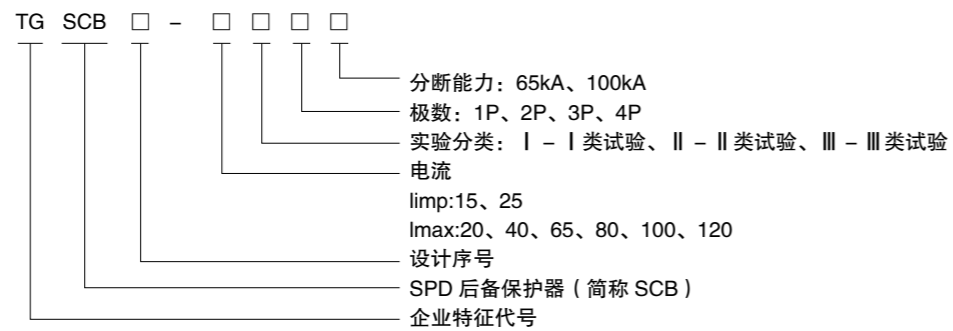 TG SCB □ - □ □ □ □
分断能力：65kA、100kA
极数：1P、2P、3P、4P
实验分类：Ⅰ - Ⅰ类试验、Ⅱ - Ⅱ类试验、Ⅲ - Ⅲ类试验
电流
limp:15、25
lmax:20、40、65、80、100、120
设计序号
SPD 后备保护器（简称 SCB）
企业特征代号